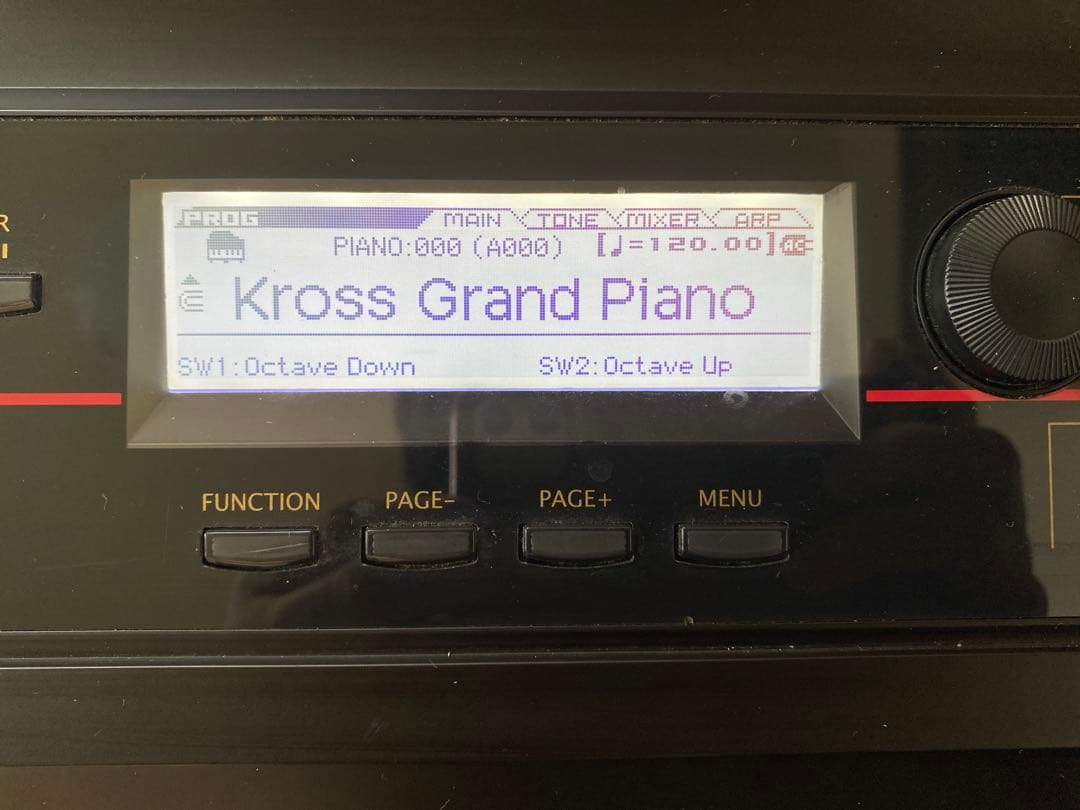 PROG MAIN TONE MIXER ARP
PIANO:000 (A000) [♩=120.00] AC
Kross Grand Piano
SW1:Octave Down SW2:Octave Up
FUNCTION PAGE- PAGE+ MENU